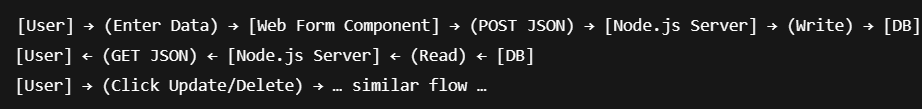 [User] → (Enter Data) → [Web Form Component] → (POST JSON) → [Node.js Server] → (Write) → [DB]
[User] ← (GET JSON) ← [Node.js Server] ← (Read) ← [DB]
[User] → (Click Update/Delete) → … similar flow …